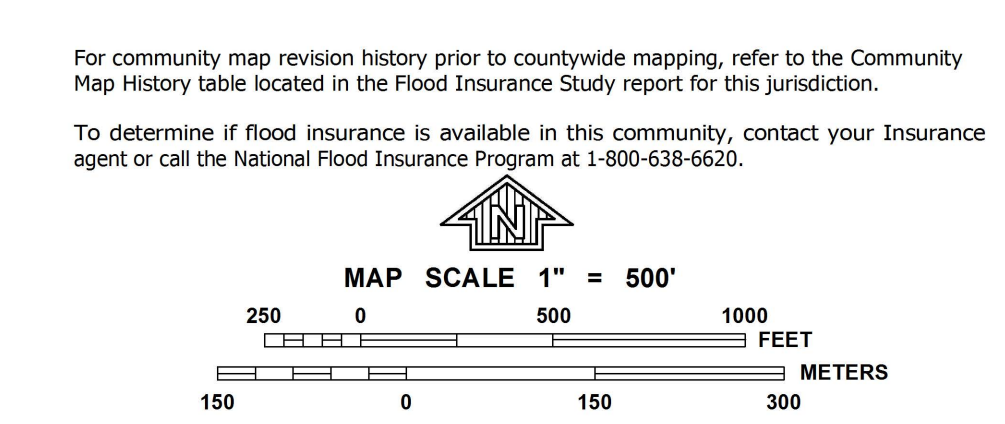 For community map revision history prior to countywide mapping, refer to the Community
Map History table located in the Flood Insurance Study report for this jurisdiction.
To determine if flood insurance is available in this community, contact your Insurance
agent or call the National Flood Insurance Program at 1-800-638-6620.
N
MAP SCALE 1" = 500'
250 0 500 1000
FEET
METERS
150 0 150 300